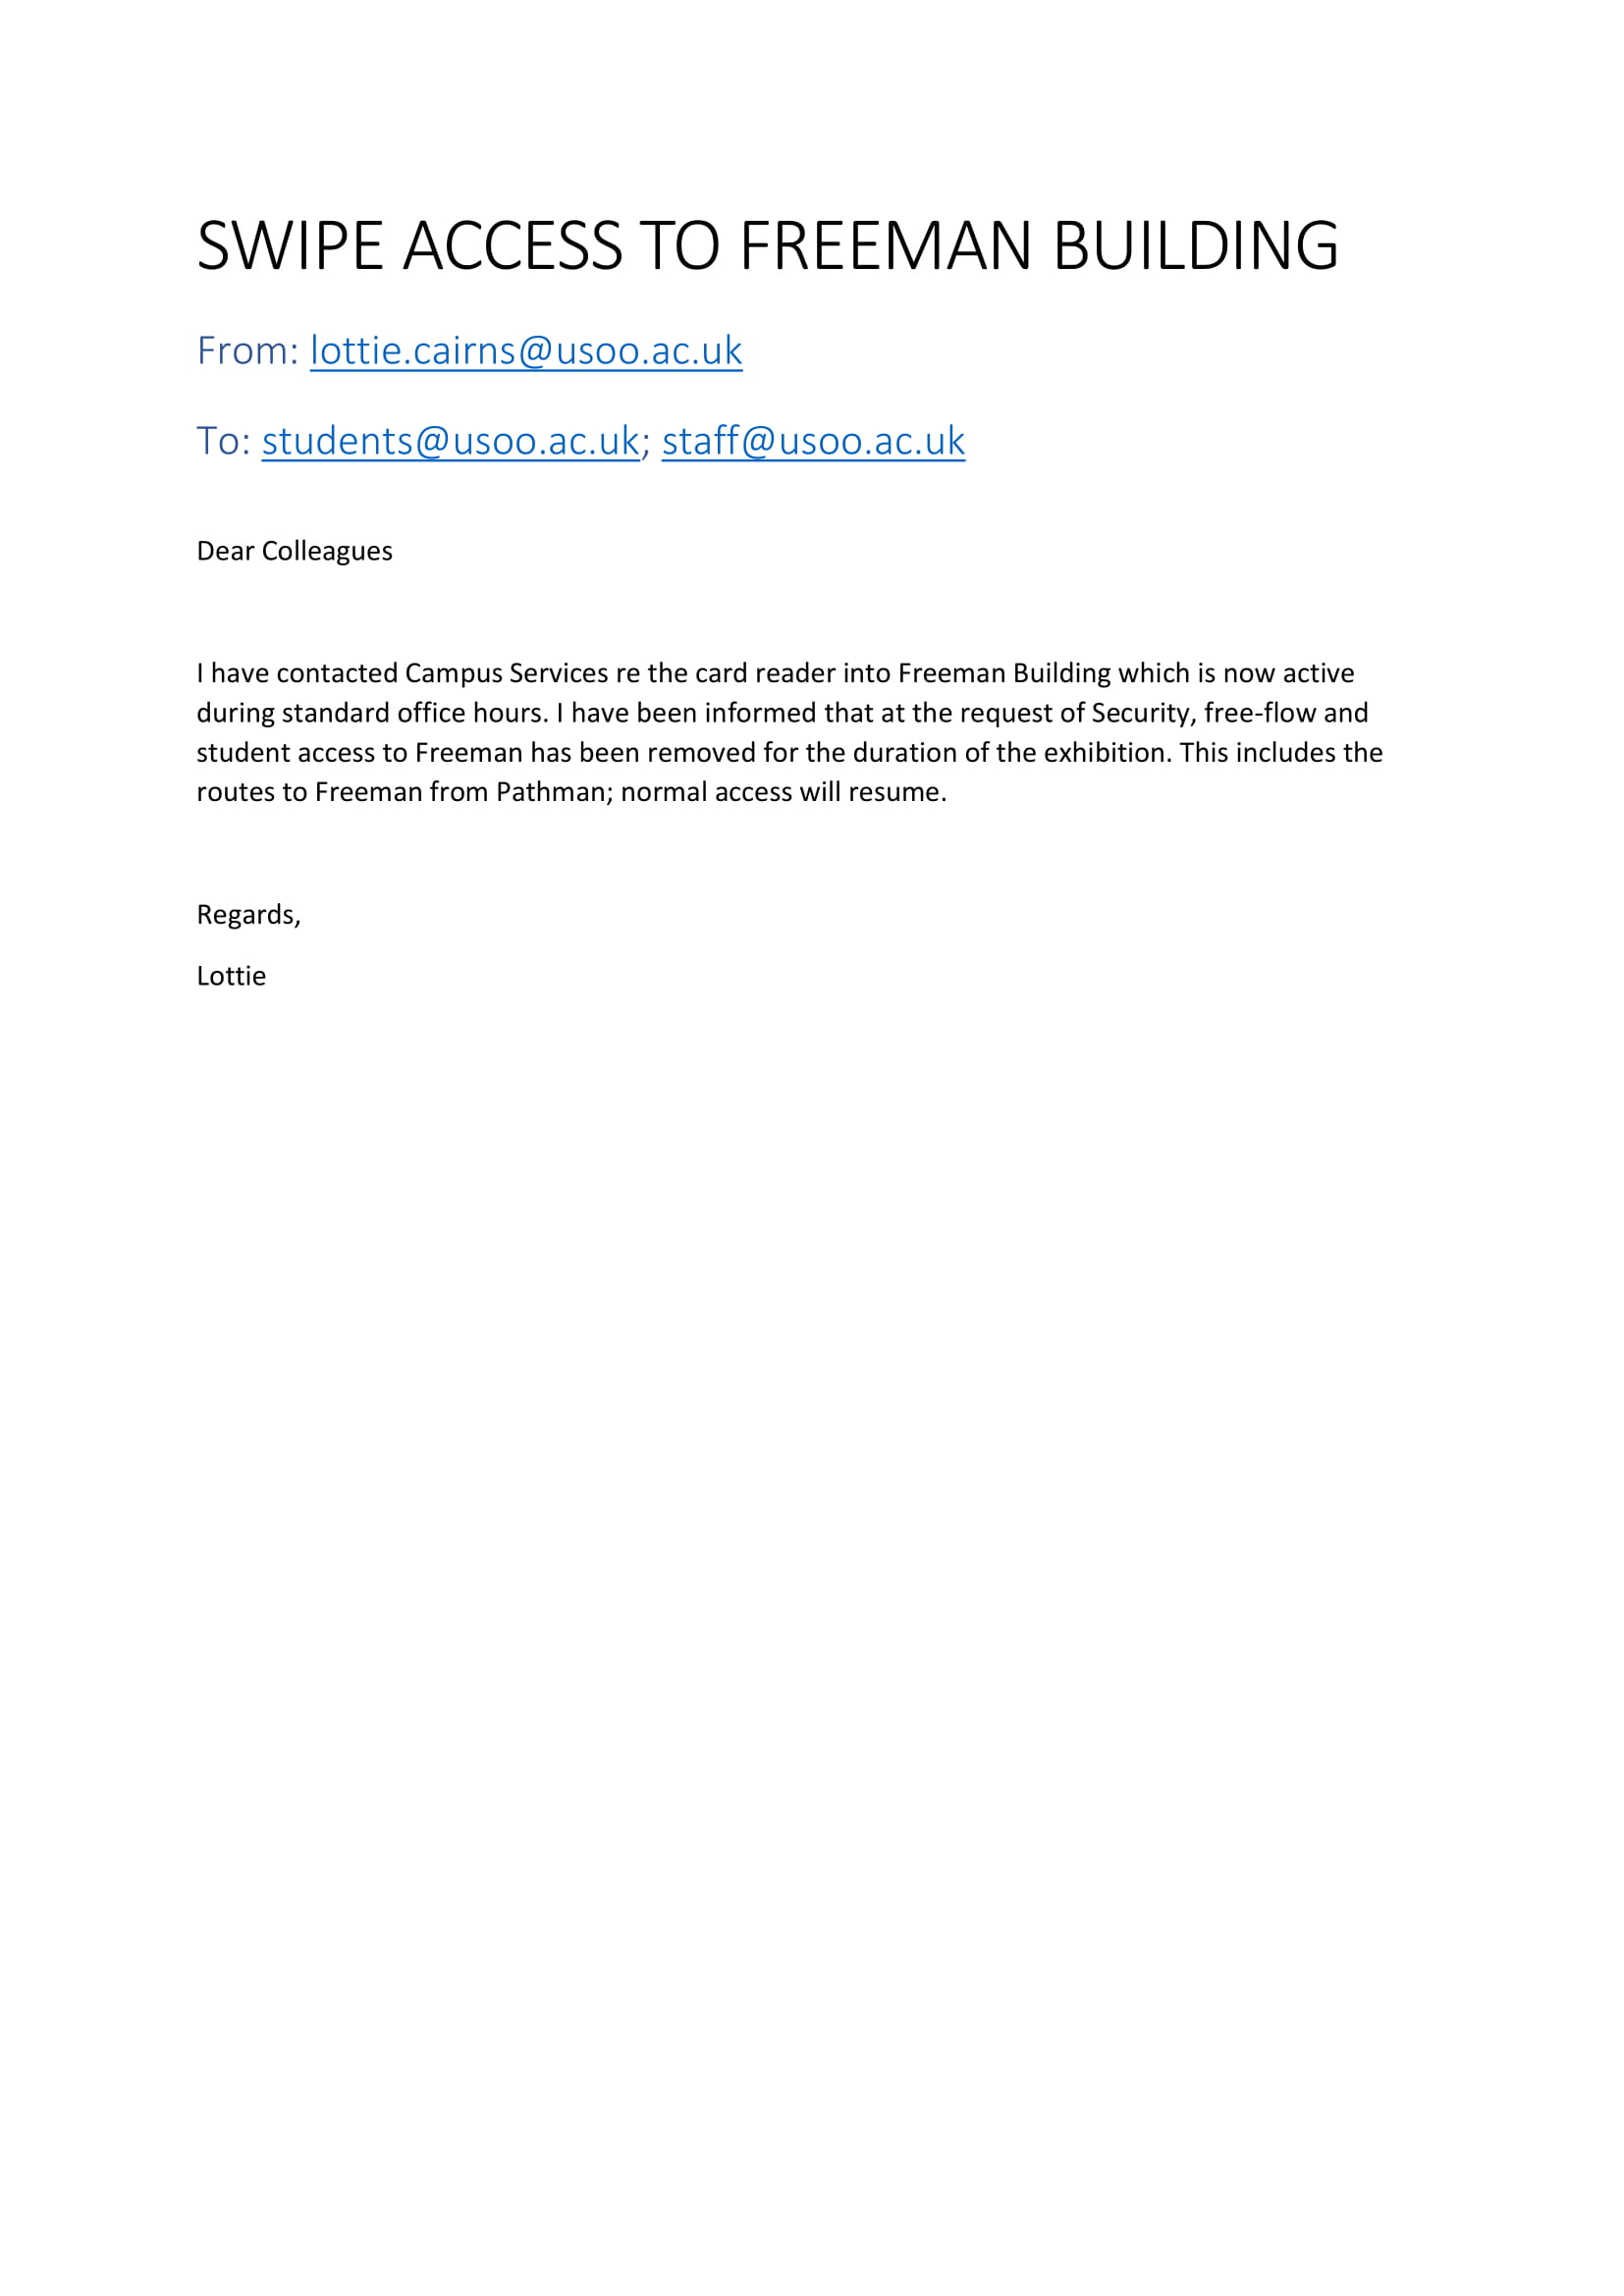 SWIPE ACCESS TO FREEMAN BUILDING
From: lottie.cairns@usoo.ac.uk
To: students@usoo.ac.uk; staff@usoo.ac.uk
Dear Colleagues
I have contacted Campus Services re the card reader into Freeman Building which is now active
during standard office hours. I have been informed that at the request of Security, free-flow and
student access to Freeman has been removed for the duration of the exhibition. This includes the
routes to Freeman from Pathman; normal access will resume.
Regards,
Lottie